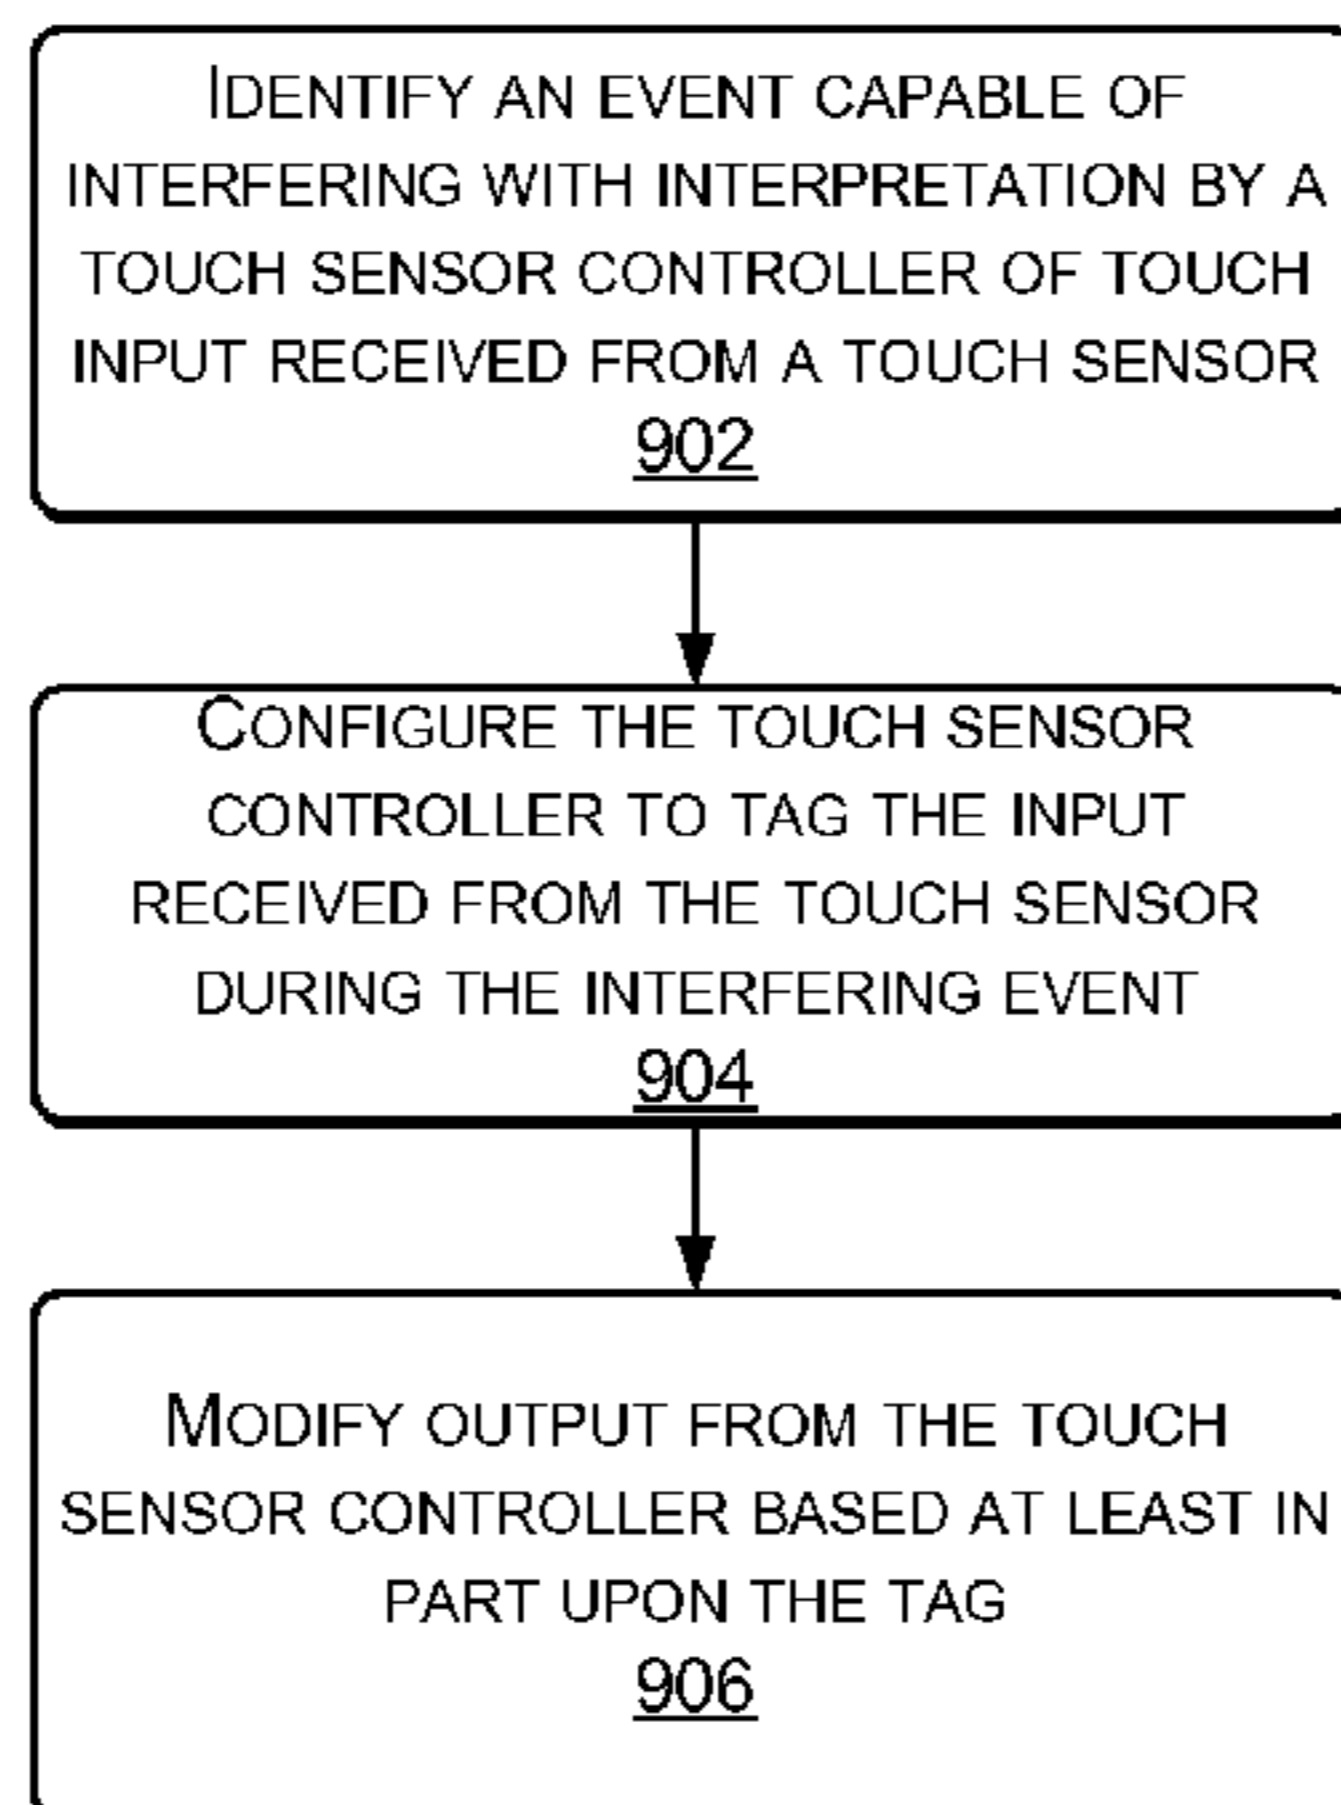 IDENTIFY AN EVENT CAPABLE OF
INTERFERING WITH INTERPRETATION BY A
TOUCH SENSOR CONTROLLER OF TOUCH
INPUT RECEIVED FROM A TOUCH SENSOR
902
CONFIGURE THE TOUCH SENSOR
CONTROLLER TO TAG THE INPUT
RECEIVED FROM THE TOUCH SENSOR
DURING THE INTERFERING EVENT
904
MODIFY OUTPUT FROM THE TOUCH
SENSOR CONTROLLER BASED AT LEAST IN
PART UPON THE TAG
906